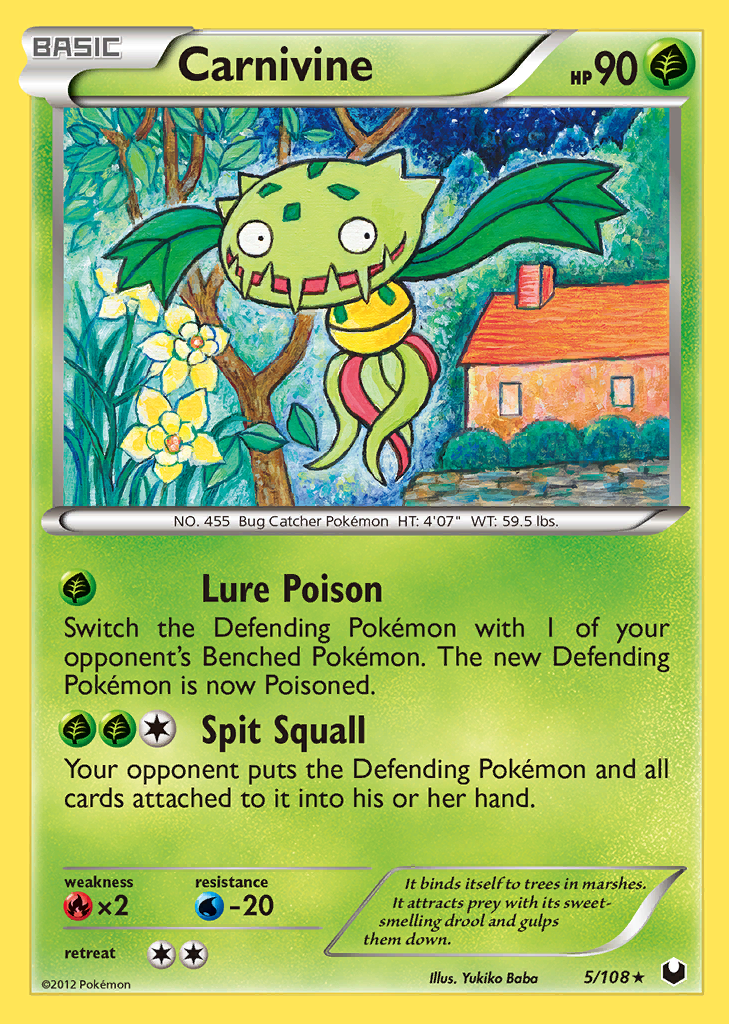 BASIC
Carnivine
HP 90
NO. 455 Bug Catcher Pokémon HT: 4'07" WT: 59.5 lbs.
Lure Poison
Switch the Defending Pokémon with 1 of your
opponent's Benched Pokémon. The new Defending
Pokémon is now Poisoned.
Spit Squall
Your opponent puts the Defending Pokémon and all
cards attached to it into his or her hand.
weakness
×2
resistance
-20
retreat
It binds itself to trees in marshes.
It attracts prey with its sweet-
smelling drool and gulps
them down.
©2012 Pokémon
Illus. Yukiko Baba
5/108★